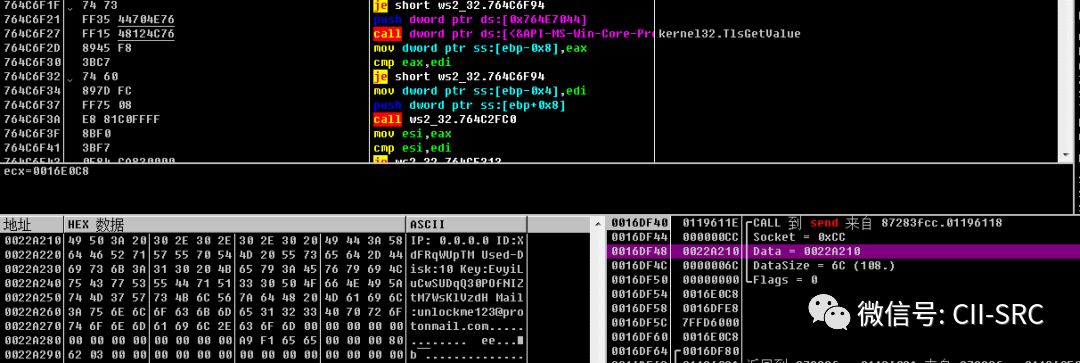 764C6F1F 74 73 je short ws2_32.764C6F94
764C6F21 FF35 44704E76 push dword ptr ds:[0x764E7044]
764C6F27 FF15 48124C76 call dword ptr ds:[<&API-MS-Win-Core-Pro kernel32.TlsGetValue
764C6F2D 8945 F8 mov dword ptr ss:[ebp-0x8],eax
764C6F30 3BC7 cmp eax,edi
764C6F32 74 60 je short ws2_32.764C6F94
764C6F34 897D FC mov dword ptr ss:[ebp-0x4],edi
764C6F37 FF75 08 push dword ptr ss:[ebp+0x8]
764C6F3A E8 81C0FFFF call ws2_32.764C2FC0
764C6F3F 8BF0 mov esi,eax
764C6F41 3BF7 cmp esi,edi
ecx=0016E0C8
地址 HEX 数据 ASCII
0022A210 49 50 3A 20 30 2E 30 2E 30 2E 30 20 49 44 3A 58 IP: 0.0.0.0 ID:X
0022A220 64 46 52 71 57 55 70 54 4D 20 55 73 65 64 2D 44 dFRqWUpTM Used-D
0022A230 69 73 6B 3A 31 30 20 4B 65 79 3A 45 76 79 69 4C isk:10 Key:EvyiL
0022A240 75 43 77 53 55 44 71 51 33 30 50 4F 66 4E 49 5A uCwSUDqQ30POfNIZ
0022A250 74 4D 37 57 73 4B 6C 56 7A 64 48 20 4D 61 69 6C tM7WsKlVzdH Mail
0022A260 3A 75 6E 6C 6F 63 6B 6D 65 31 32 33 40 70 72 6F :unlockme123@pro
0022A270 74 6F 6E 6D 61 69 6C 2E 63 6F 6D 00 00 00 00 00 tonmail.com.....
0022A280 00 00 00 00 00 00 00 00 A9 F1 65 65 00 00 00 80
0022A290 62 03 00 00 00 00 00 00 00 00 00 00 00 00 00 00 b...............
0016DF40 0119611E CALL 到 send 来自 87283fcc.01196118
0016DF44 000000CC Socket = 0xCC
0016DF48 0022A210 Data = 0022A210
0016DF4C 0000006C DataSize = 6C (108.)
0016DF50 00000000 Flags = 0
0016DF54 0016E0C8
0016DF58 0016DFE8
0016DF5C 7FFD6000
0016DF60 0016E0C8
0016DF64 0016DF80
微信号: CII-SRC